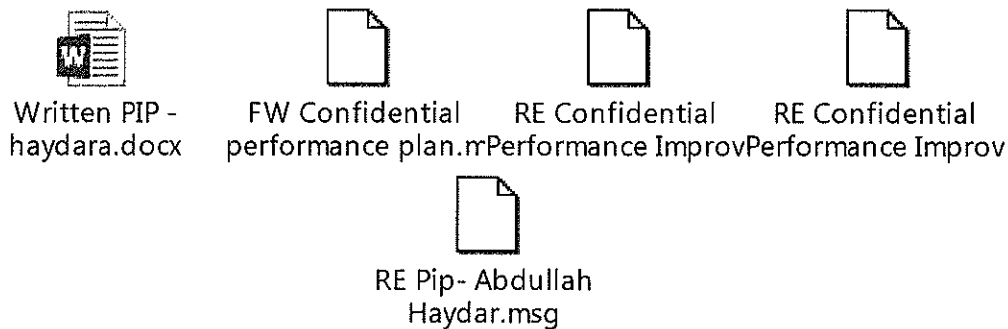 W
Written PIP - haydara.docx
FW Confidential performance plan.m
RE Confidential Performance Improv
RE Confidential Performance Improv
RE Pip- Abdullah Haydar.msg